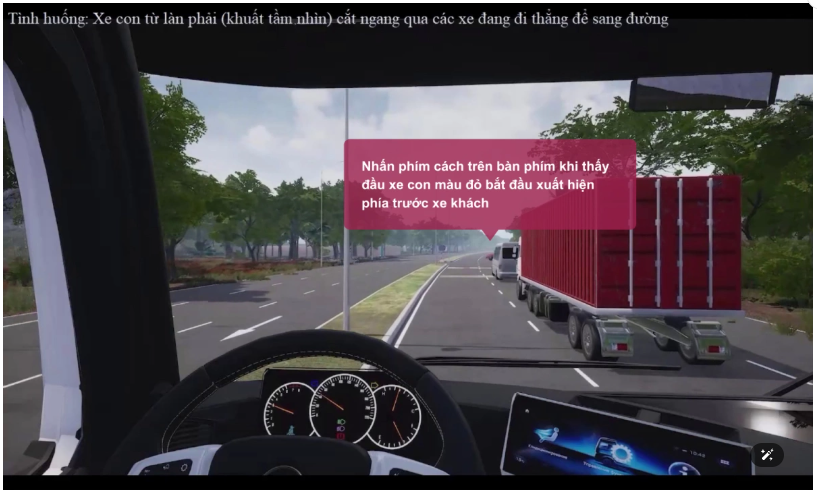 Tình huống: Xe con từ làn phải (khuất tầm nhìn) cắt ngang qua các xe đang đi thẳng để sang đường
Nhấn phím cách trên bàn phím khi thấy
đầu xe con màu đỏ bắt đầu xuất hiện
phía trước xe khách